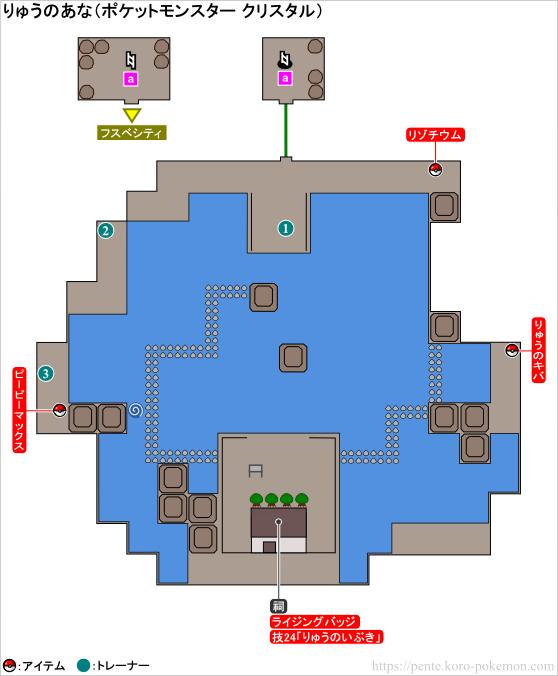 りゅうのあな(ポケットモンスター クリスタル)
a
a
フスベシティ
リゾチウム
1
2
りゅうのキバ
3
ピーピーマックス
祠
ライジングバッジ
技24「りゅうのいぶき」
:アイテム
:トレーナー
https://pente.koro-pokemon.com